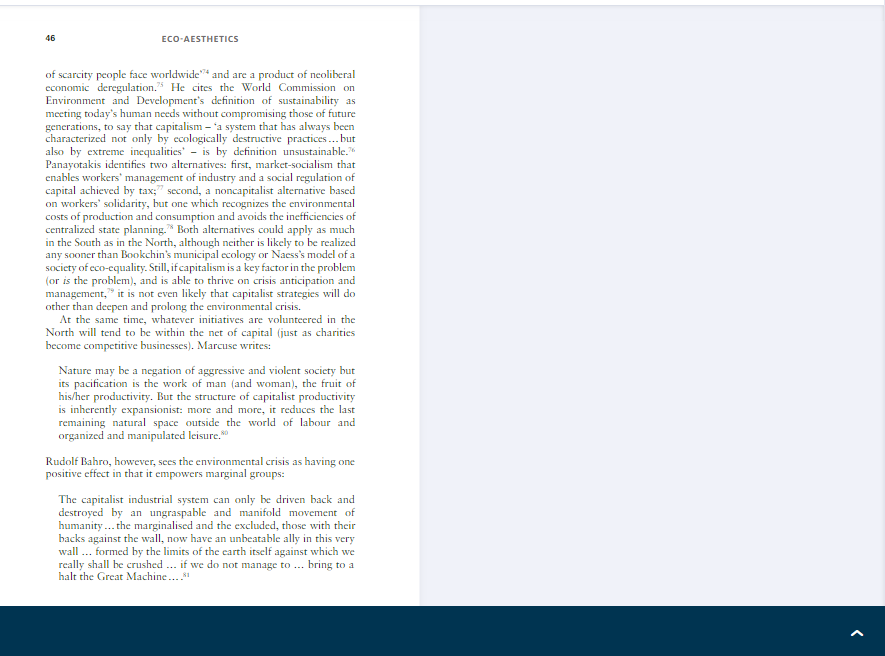 46
ECO-AESTHETICS
of scarcity people face worldwide’74 and are a product of neoliberal
economic deregulation.75 He cites the World Commission on
Environment and Development’s definition of sustainability as
meeting today’s human needs without compromising those of future
generations, to say that capitalism – ‘a system that has always been
characterized not only by ecologically destructive practices … but
also by extreme inequalities’ – is by definition unsustainable.76
Panayotakis identifies two alternatives: first, market-socialism that
enables workers’ management of industry and a social regulation of
capital achieved by tax;77 second, a noncapitalist alternative based
on workers’ solidarity, but one which recognizes the environmental
costs of production and consumption and avoids the inefficiencies of
centralized state planning.78 Both alternatives could apply as much
in the South as in the North, although neither is likely to be realized
any sooner than Bookchin’s municipal ecology or Naess’s model of a
society of eco-equality. Still, if capitalism is a key factor in the problem
(or is the problem), and is able to thrive on crisis anticipation and
management,79 it is not even likely that capitalist strategies will do
other than deepen and prolong the environmental crisis.
At the same time, whatever initiatives are volunteered in the
North will tend to be within the net of capital (just as charities
become competitive businesses). Marcuse writes:
Nature may be a negation of aggressive and violent society but
its pacification is the work of man (and woman), the fruit of
his/her productivity. But the structure of capitalist productivity
is inherently expansionist: more and more, it reduces the last
remaining natural space outside the world of labour and
organized and manipulated leisure.80
Rudolf Bahro, however, sees the environmental crisis as having one
positive effect in that it empowers marginal groups:
The capitalist industrial system can only be driven back and
destroyed by an ungraspable and manifold movement of
humanity … the marginalised and the excluded, those with their
backs against the wall, now have an unbeatable ally in this very
wall … formed by the limits of the earth itself against which we
really shall be crushed … if we do not manage to … bring to a
halt the Great Machine ….81